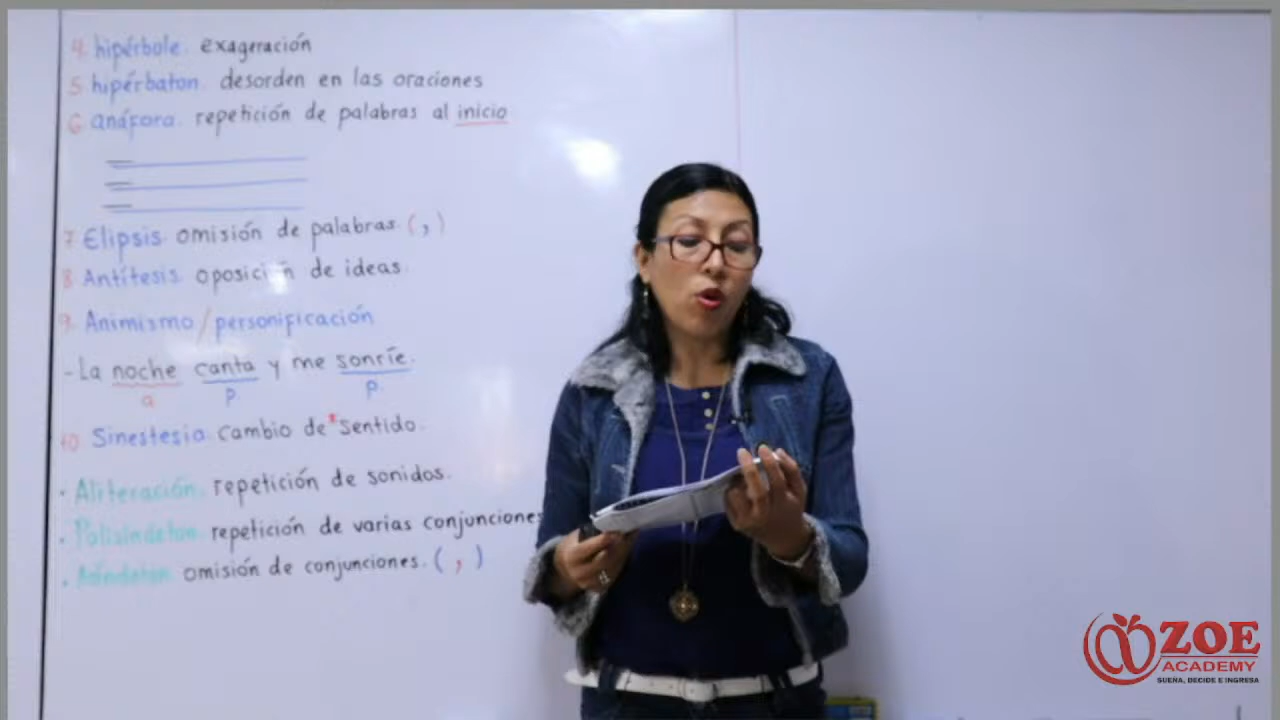 4. hipérbole. exageración
5. hipérbaton. desorden en las oraciones
6. anáfora. repetición de palabras al inicio
7. Elipsis. omisión de palabras. ( , )
8. Antítesis. oposición de ideas.
9. Animismo / personificación
- La noche canta y me sonríe.
a p. p.
10. Sinestesia. cambio de * sentido.
. Aliteración. repetición de sonidos.
. Polisíndeton. repetición de varias conjunciones
. Asíndeton. omisión de conjunciones. ( , )
ZOE
ACADEMY
SUEÑA, DECIDE E INGRESA